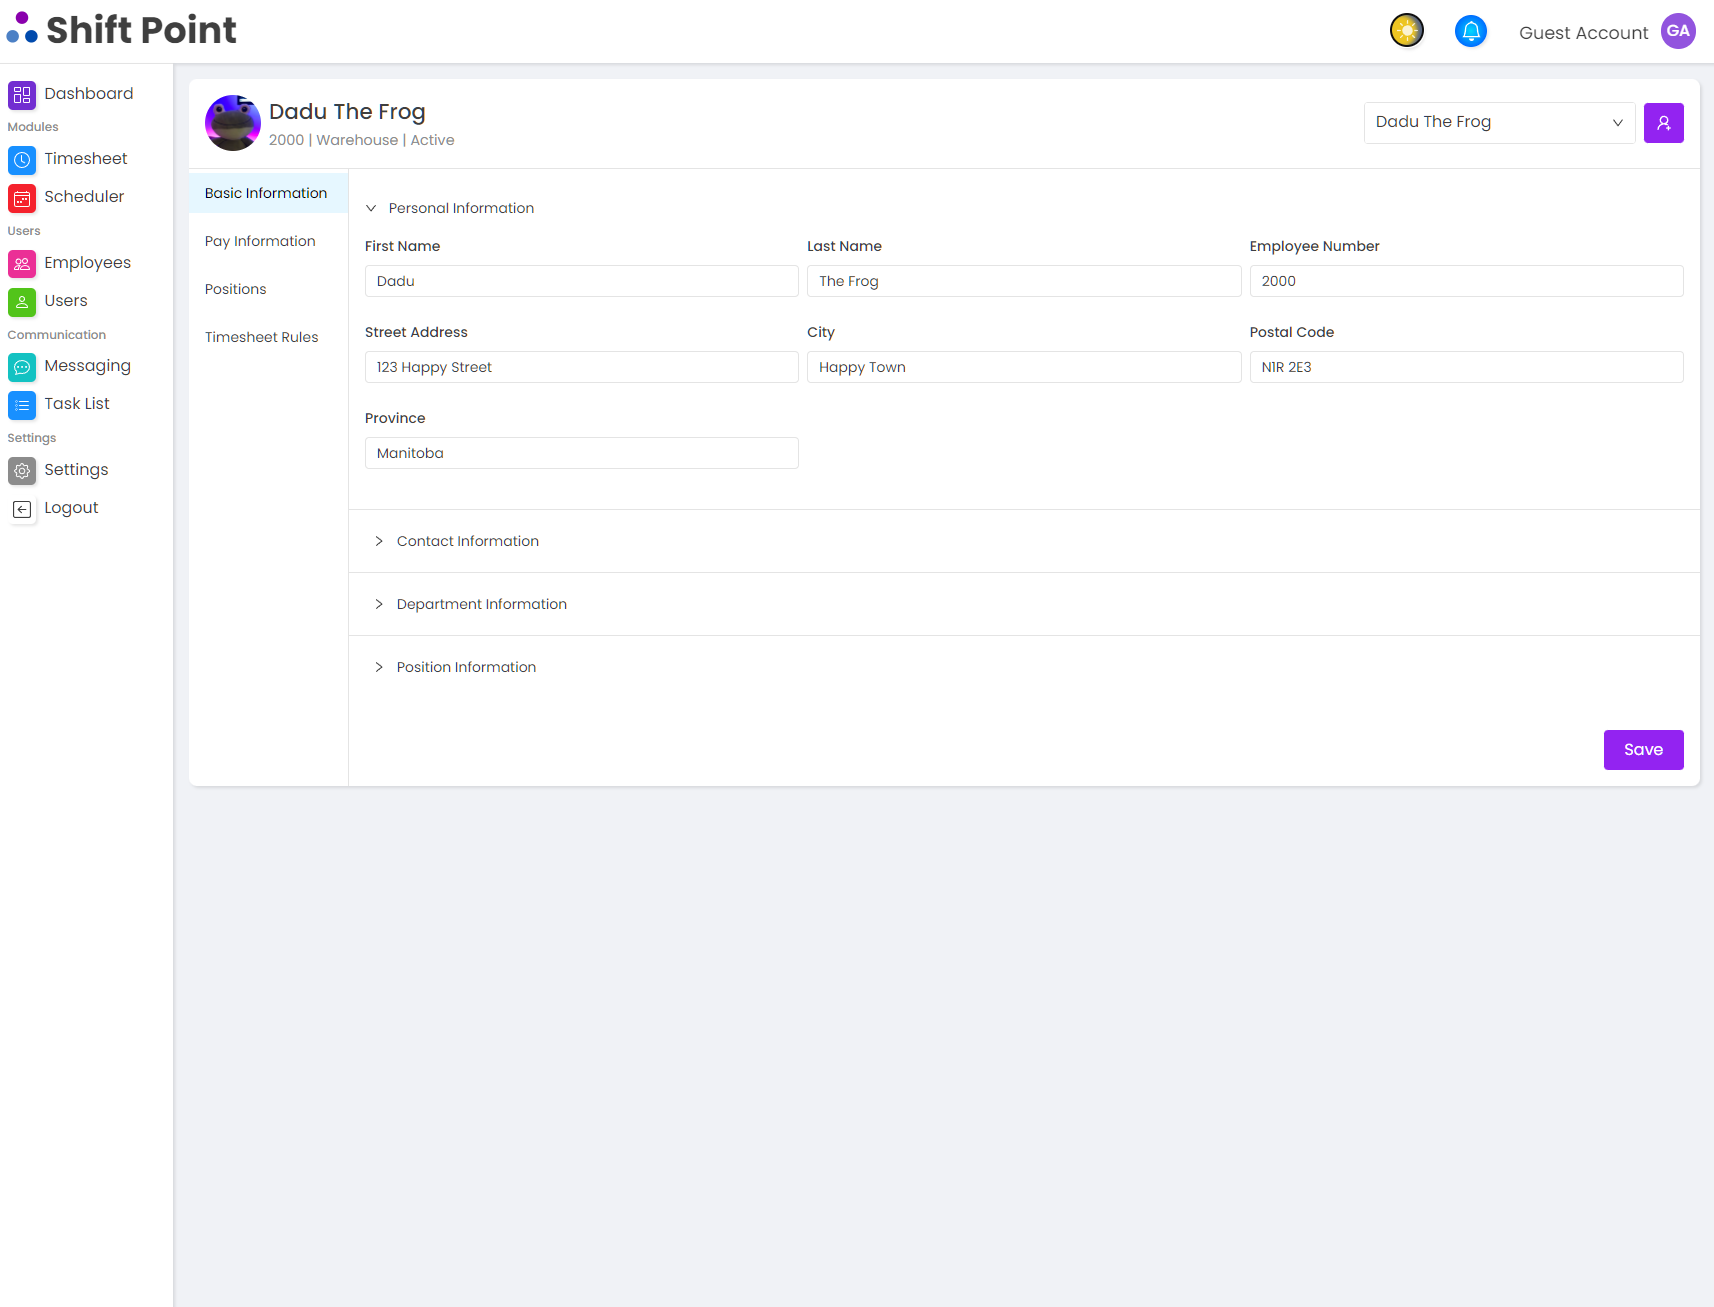 Shift Point
Guest Account
GA
Dashboard
Modules
Timesheet
Scheduler
Users
Employees
Users
Communication
Messaging
Task List
Settings
Settings
Logout
Dadu The Frog
2000 | Warehouse | Active
Dadu The Frog
Basic Information
Pay Information
Positions
Timesheet Rules
Personal Information
First Name
Last Name
Employee Number
Dadu
The Frog
2000
Street Address
City
Postal Code
123 Happy Street
Happy Town
N1R 2E3
Province
Manitoba
Contact Information
Department Information
Position Information
Save